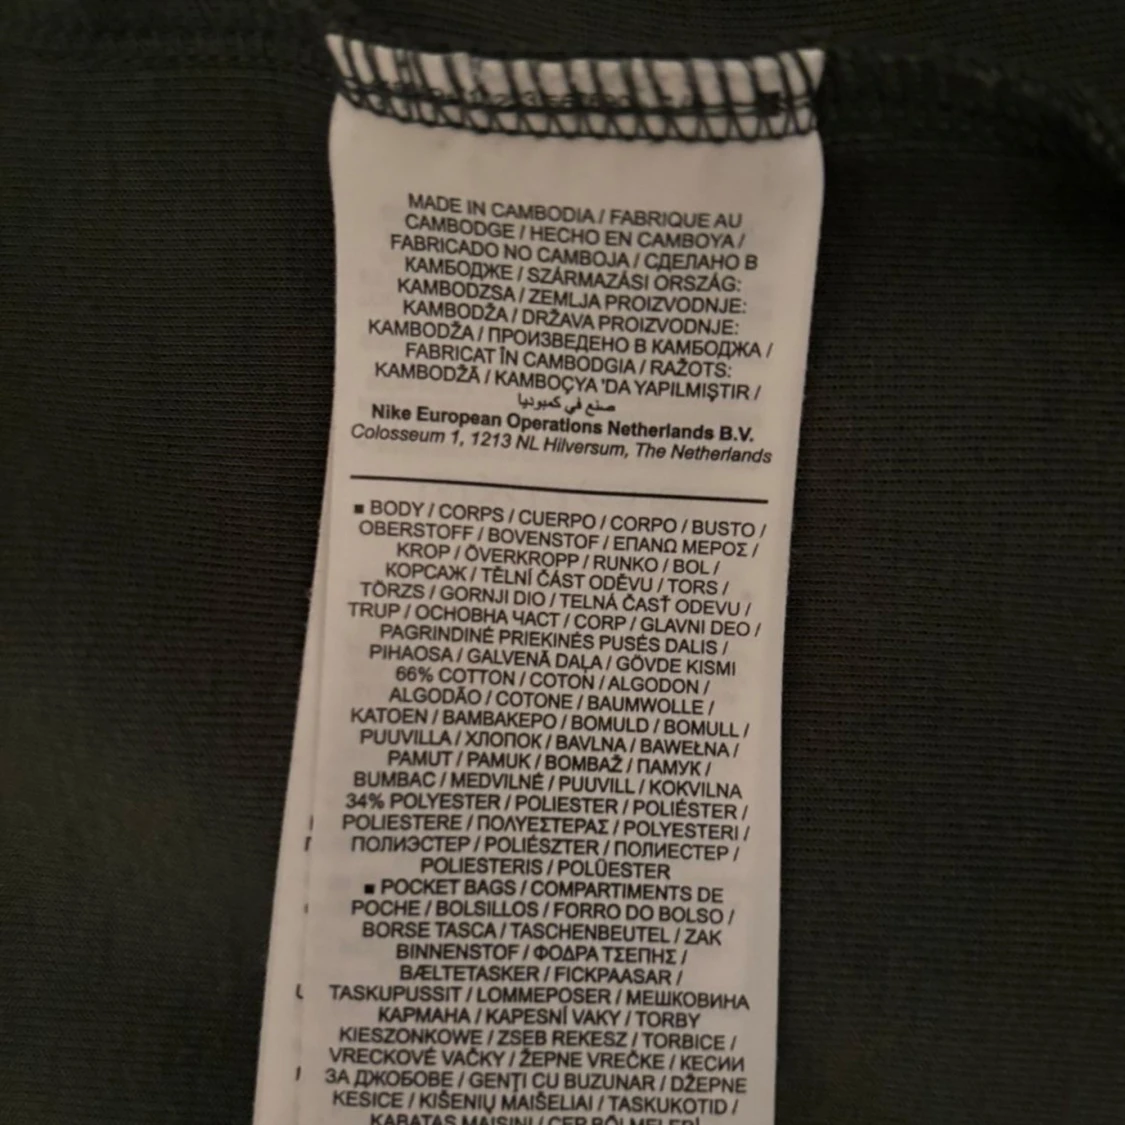 MADE IN CAMBODIA / FABRIQUE AU
CAMBODGE / HECHO EN CAMBOYA /
FABRICADO NO CAMBOJA / СДЕЛАНО В
КАМБОДЖЕ / SZÁRMAZÁSI ORSZÁG:
KAMBODZSA / ZEMLJA PROIZVODNJE:
KAMBODŽA / DRŽAVA PROIZVODNJE:
KAMBODŽA / ПРОИЗВЕДЕНО В КАМБОДЖА /
FABRICAT ÎN CAMBODGIA / RAŽOTS:
KAMBODŽĀ / KAMBOÇYA 'DA YAPILMIŞTIR /
صنع في كمبوديا
Nike European Operations Netherlands B.V.
Colosseum 1, 1213 NL Hilversum, The Netherlands
■ BODY / CORPS / CUERPO / CORPO / BUSTO /
OBERSTOFF / BOVENSTOF / ΕΠΑΝΩ ΜΕΡΟΣ /
KROP / ÖVERKROPP / RUNKO / BOL /
КОРСАЖ / TĚLNÍ ČÁST ODĚVU / TORS /
TÖRZS / GORNJI DIO / TELNÁ ČASŤ ODEVU /
TRUP / ОСНОВНА ЧАСТ / CORP / GLAVNI DEO /
PAGRINDINĖ PRIEKINĖS PUSĖS DALIS /
PIHAOSA / GALVENĀ DAĻA / GÖVDE KISMI
66% COTTON / COTON / ALGODON /
ALGODÃO / COTONE / BAUMWOLLE /
KATOEN / ΒΑΜΒΑΚΕΡΟ / BOMULD / BOMULL /
PUUVILLA / ХЛОПОК / BAVLNA / BAWEŁNA /
PAMUT / PAMUK / BOMBAŽ / ПАМУК /
BUMBAC / MEDVILNĖ / PUUVILL / KOKVILNA
34% POLYESTER / POLIESTER / POLIÉSTER /
POLIESTERE / ΠΟΛΥΕΣΤΕΡΑΣ / POLYESTERI /
ПОЛИЭСТЕР / POLIÉSZTER / ПОЛИЕСТЕР /
POLIESTERIS / POLÜESTER
■ POCKET BAGS / COMPARTIMENTS DE
POCHE / BOLSILLOS / FORRO DO BOLSO /
BORSE TASCA / TASCHENBEUTEL / ZAK
BINNENSTOF / ΦΟΔΡΑ ΤΣΕΠΗΣ /
BÆLTETASKER / FICKPAASAR /
TASKUPUSSIT / LOMMEPOSER / МЕШКОВИНА
КАРМАНА / KAPESNÍ VAKY / TORBY
KIESZONKOWE / ZSEB REKESZ / TORBICE /
VRECKOVÉ VAČKY / ŽEPNE VREČKE / КЕСИИ
ЗА ДЖОБОВЕ / GENŢI CU BUZUNAR / DŽEPNE
KESICE / KIŠENIŲ MAIŠELIAI / TASKUKOTID /
KABATAS MAISIŅI / CEP BÖLMELERİ